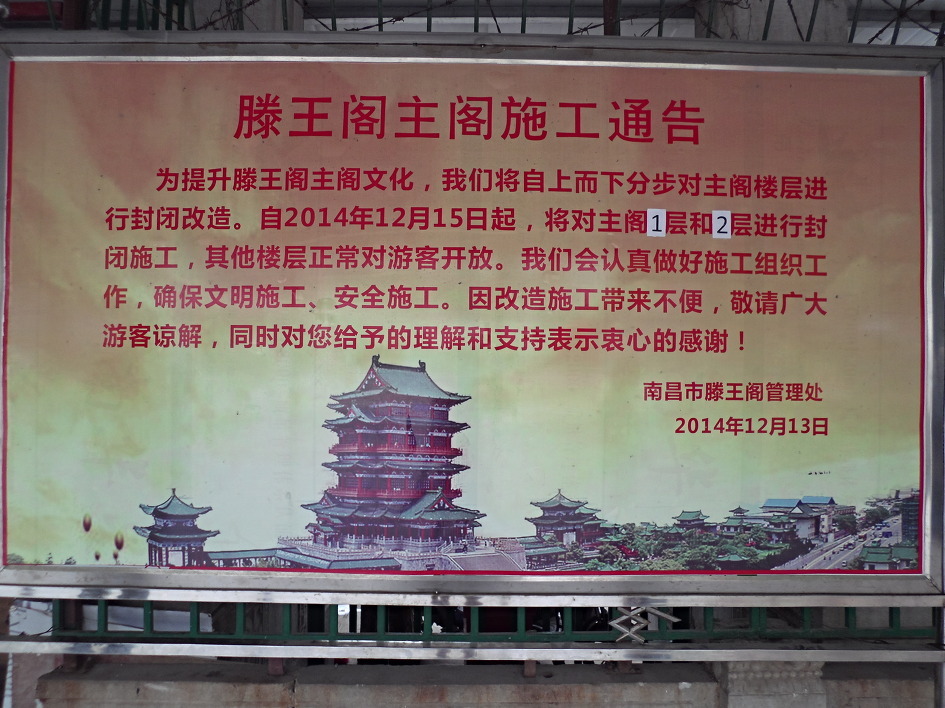 滕王阁主阁施工通告
为提升滕王阁主阁文化，我们将自上而下分步对主阁楼层进
行封闭改造。自2014年12月15日起，将对主阁1层和2层进行封
闭施工，其他楼层正常对游客开放。我们会认真做好施工组织工
作，确保文明施工、安全施工。因改造施工带来不便，敬请广大
游客谅解，同时对您给予的理解和支持表示衷心的感谢！
南昌市滕王阁管理处
2014年12月13日